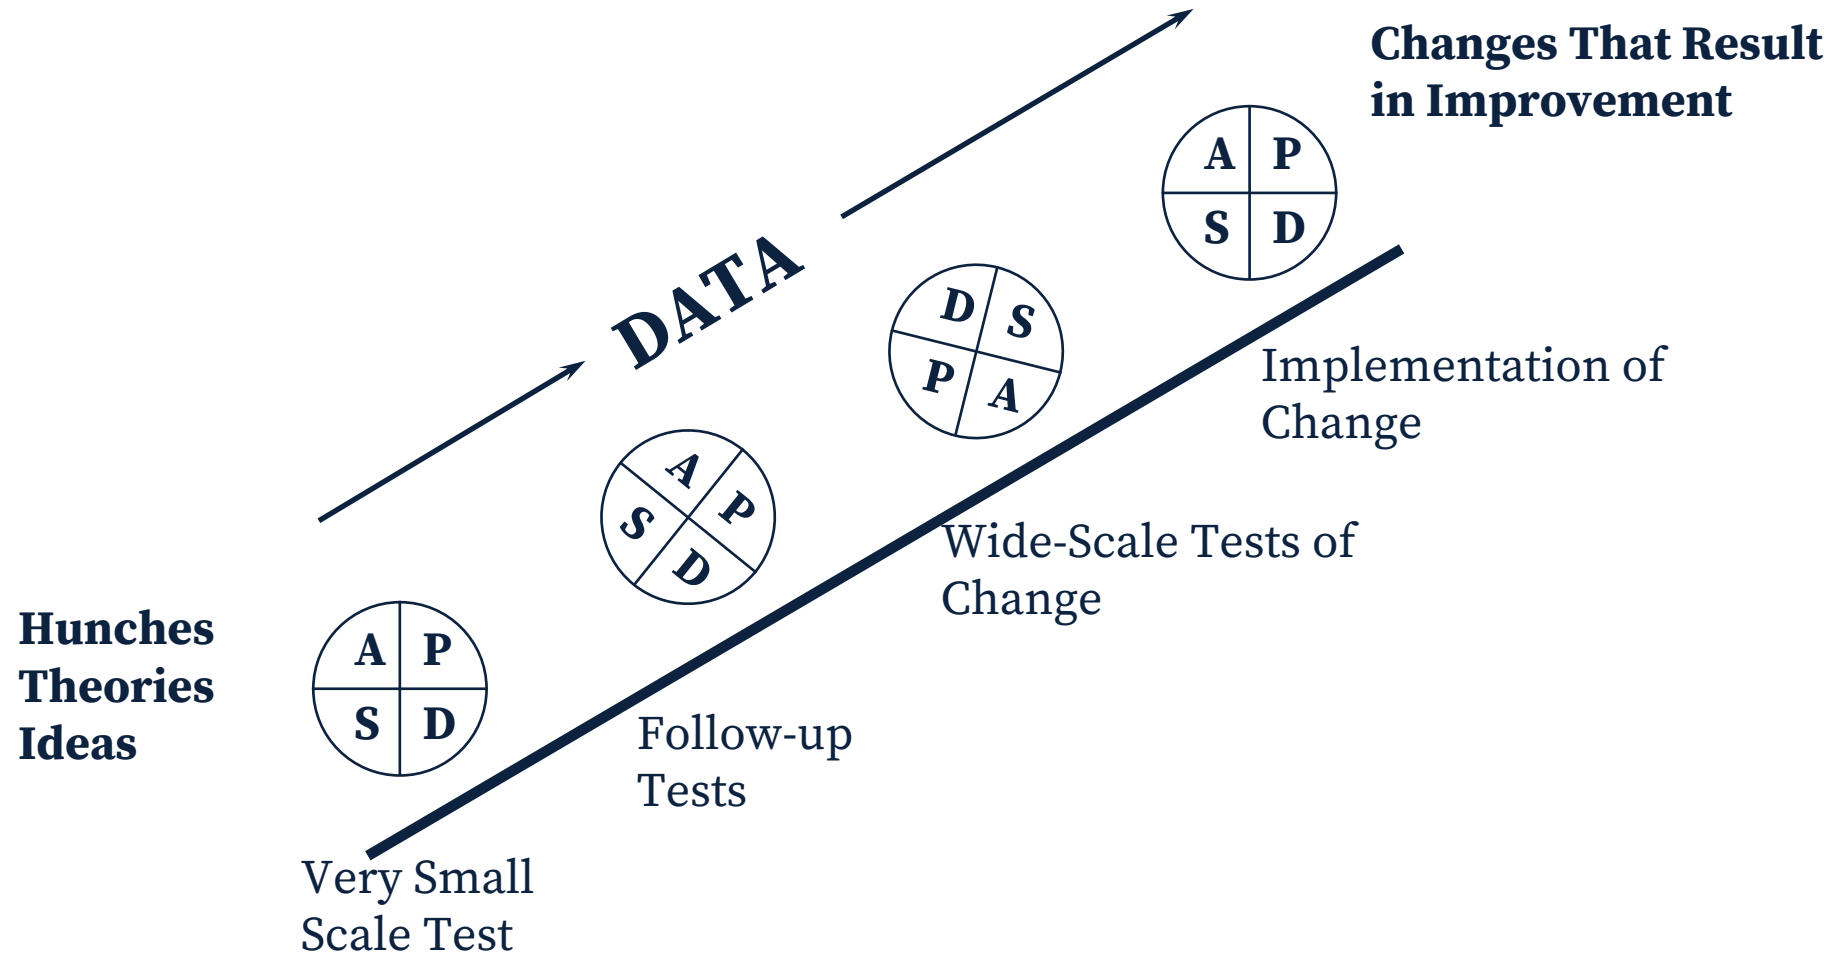 Changes That Result
in Improvement
A P
S D
DATA
D S
P A
Implementation of
Change
A P
S D
Wide-Scale Tests of
Change
Hunches
Theories
Ideas
A P
S D
Follow-up
Tests
Very Small
Scale Test